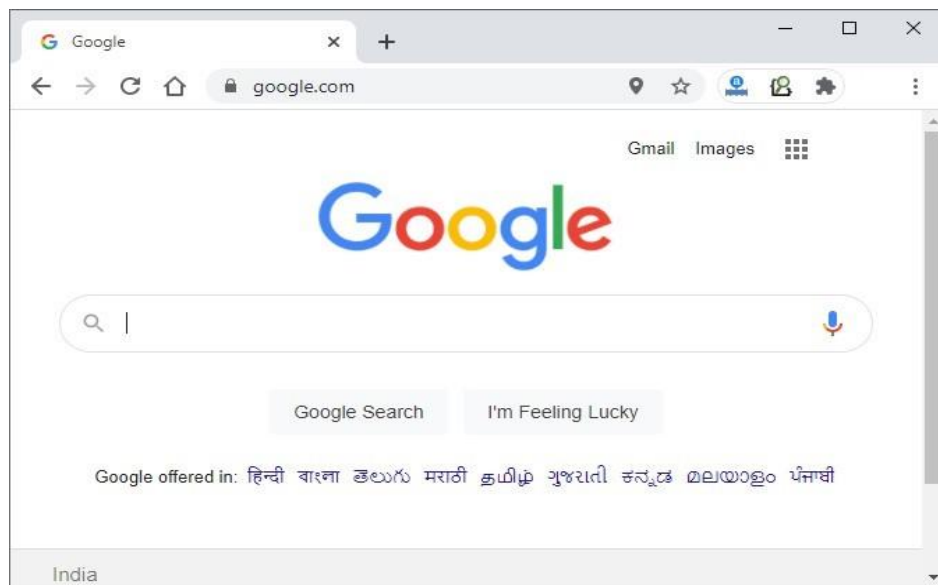 Google
google.com
Gmail Images
Google
Google Search I'm Feeling Lucky
Google offered in: हिन्दी বাংলা తెలుగు मराठी தமிழ் ગુજરાતી ಕನ್ನಡ മലയാളം ਪੰਜਾਬੀ
India